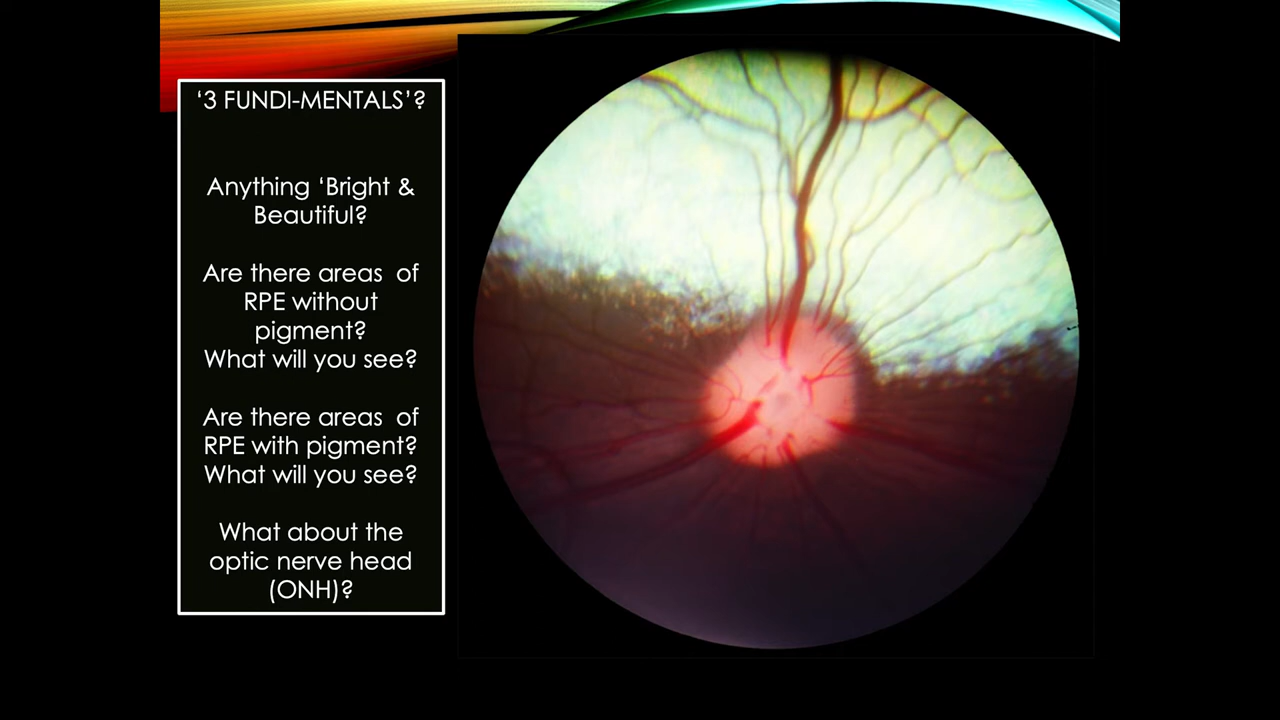 ‘3 FUNDI-MENTALS’?
Anything ‘Bright &
Beautiful?
Are there areas of
RPE without
pigment?
What will you see?
Are there areas of
RPE with pigment?
What will you see?
What about the
optic nerve head
(ONH)?